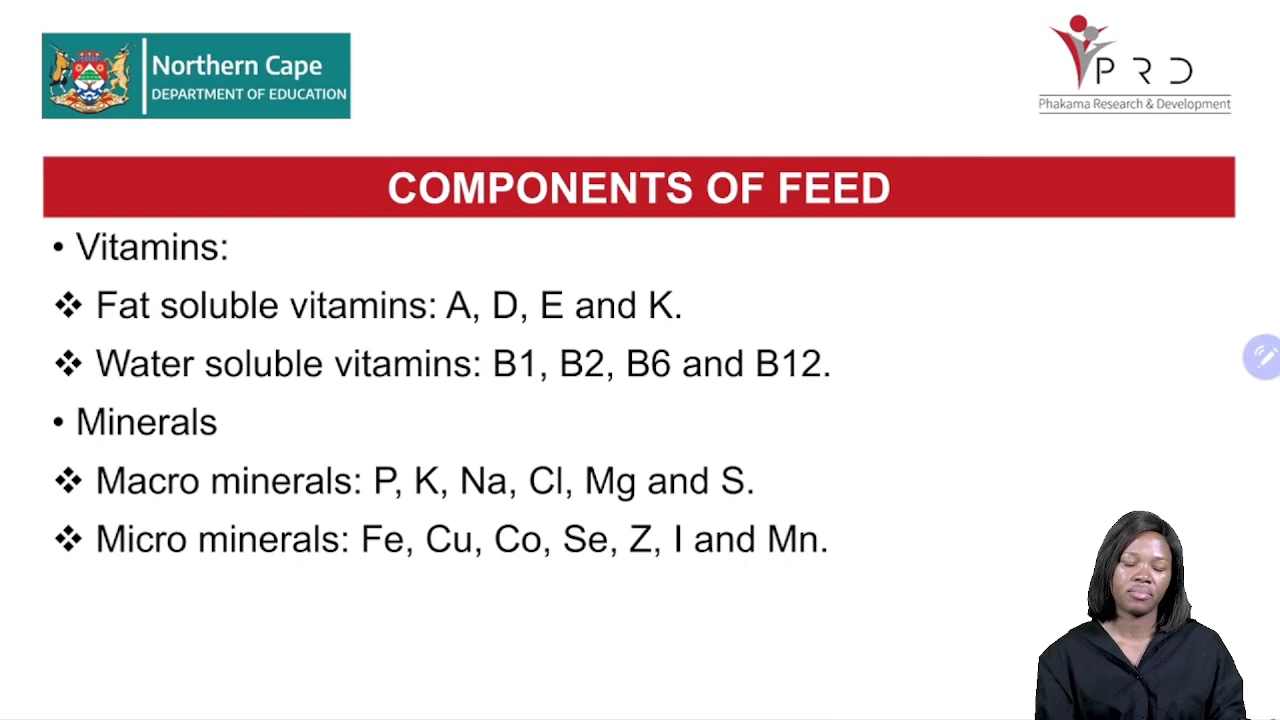 Northern Cape
DEPARTMENT OF EDUCATION
P R D
Phakama Research & Development
COMPONENTS OF FEED
• Vitamins:
❖ Fat soluble vitamins: A, D, E and K.
❖ Water soluble vitamins: B1, B2, B6 and B12.
• Minerals
❖ Macro minerals: P, K, Na, Cl, Mg and S.
❖ Micro minerals: Fe, Cu, Co, Se, Z, I and Mn.